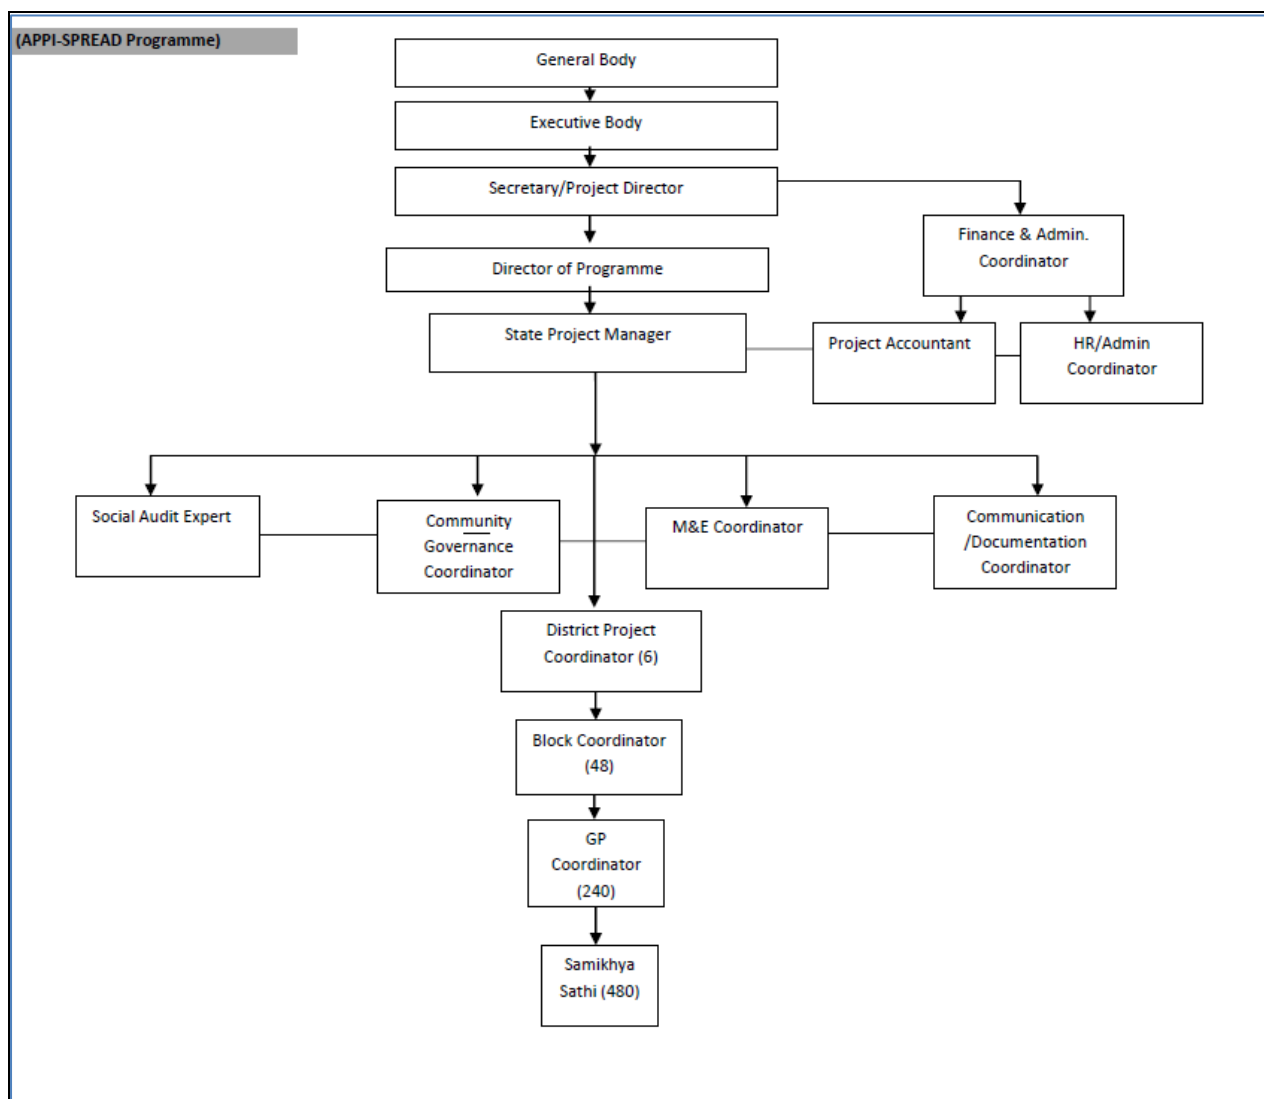 (APPI-SPREAD Programme)
General Body
Executive Body
Secretary/Project Director
Finance & Admin.
Coordinator
Director of Programme
State Project Manager
Project Accountant
HR/Admin
Coordinator
Social Audit Expert
Community
Governance
Coordinator
M&E Coordinator
Communication
/Documentation
Coordinator
District Project
Coordinator (6)
Block Coordinator
(48)
GP
Coordinator
(240)
Samikhya
Sathi (480)